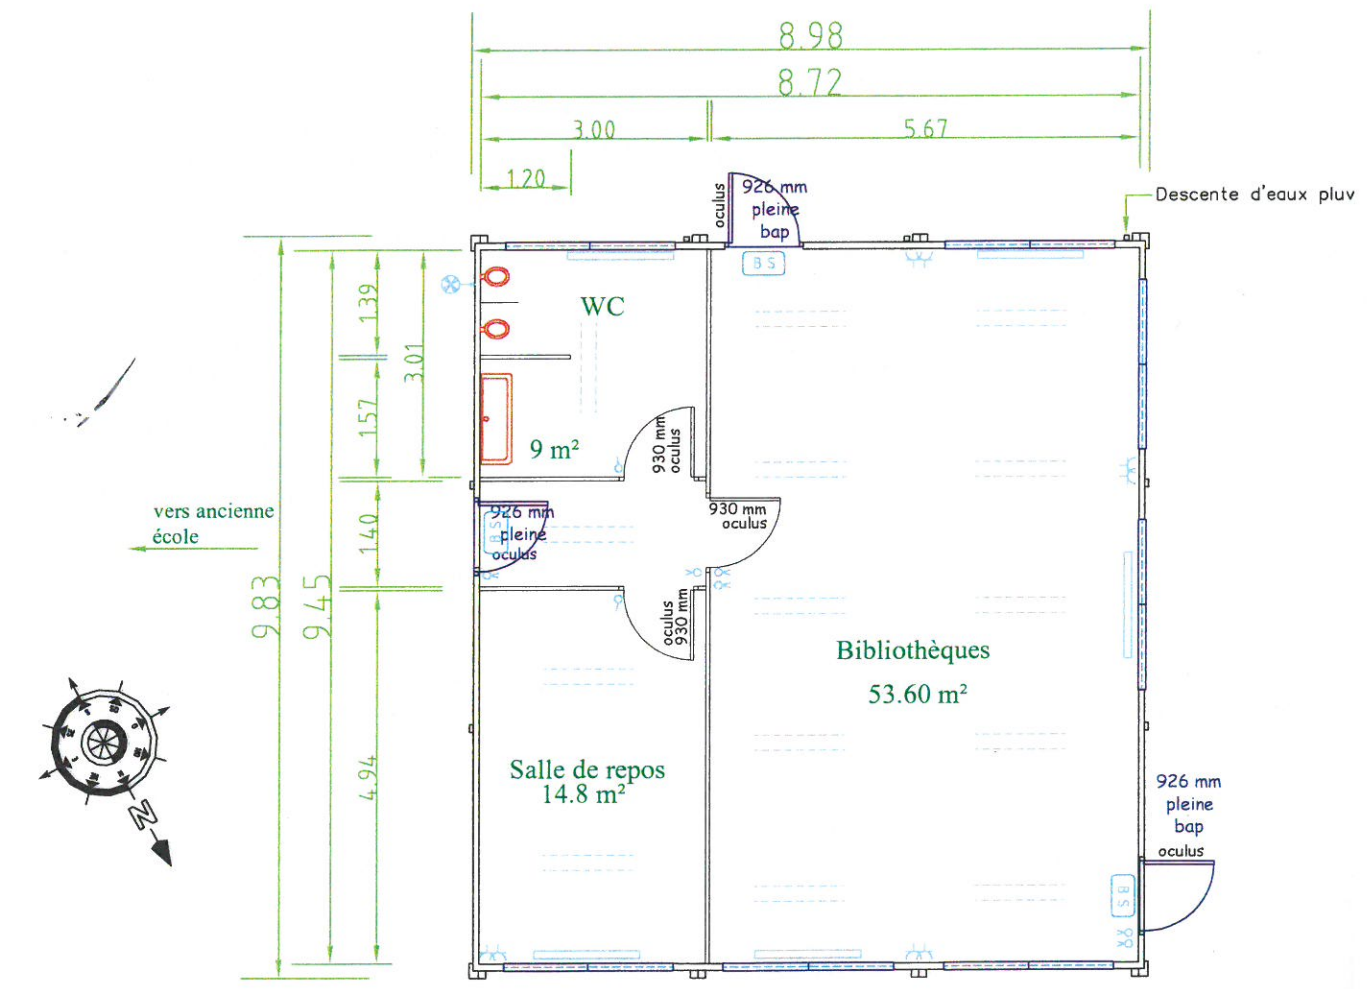 8.98
8.72
3.00
5.67
1.20
oculus
926 mm
pleine
bap
Descente d'eaux pluv
BS
1.39
3.01
WC
1.57
9 m²
930 mm
oculus
vers ancienne
école
926 mm
pleine
oculus
BS
930 mm
oculus
1.40
9.83
9.45
oculus
930 mm
Bibliothèques
53.60 m²
4.94
Salle de repos
14.8 m²
N
926 mm
pleine
bap
oculus
BS